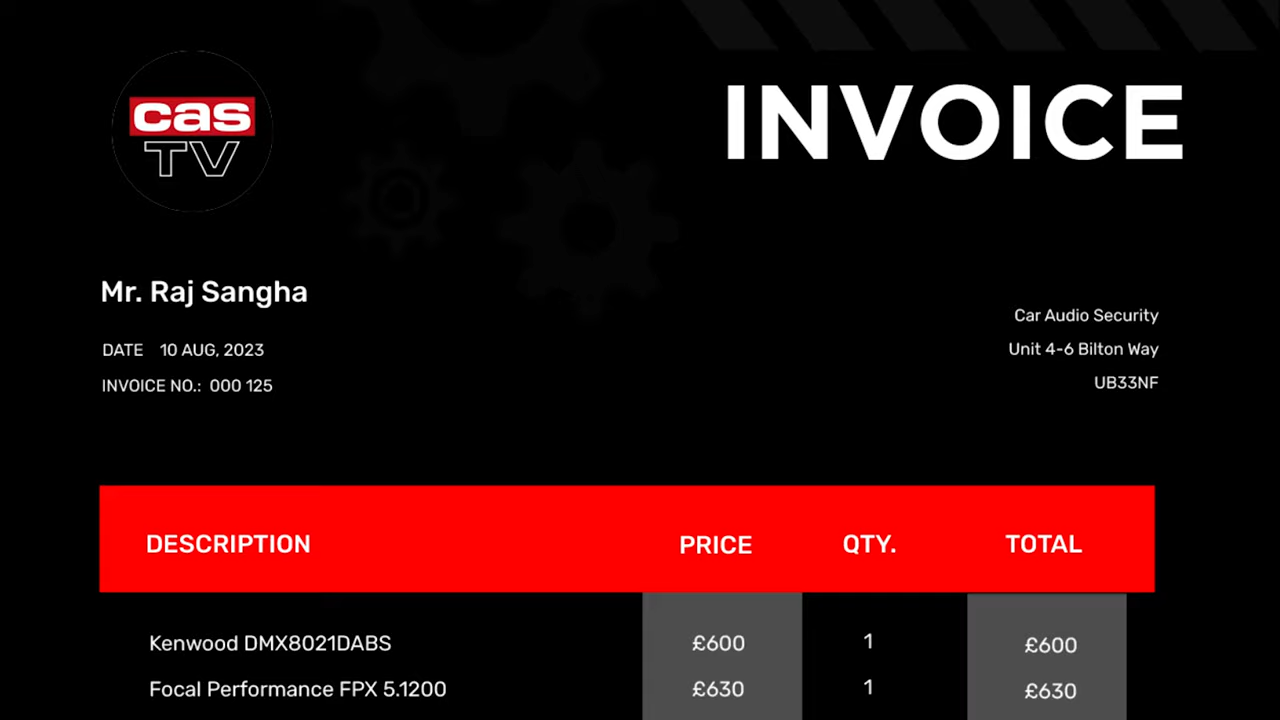 cas
TV
INVOICE
Mr. Raj Sangha
DATE 10 AUG, 2023
INVOICE NO.: 000 125
Car Audio Security
Unit 4-6 Bilton Way
UB33NF
DESCRIPTION PRICE QTY. TOTAL
Kenwood DMX8021DABS £600 1 £600
Focal Performance FPX 5.1200 £630 1 £630